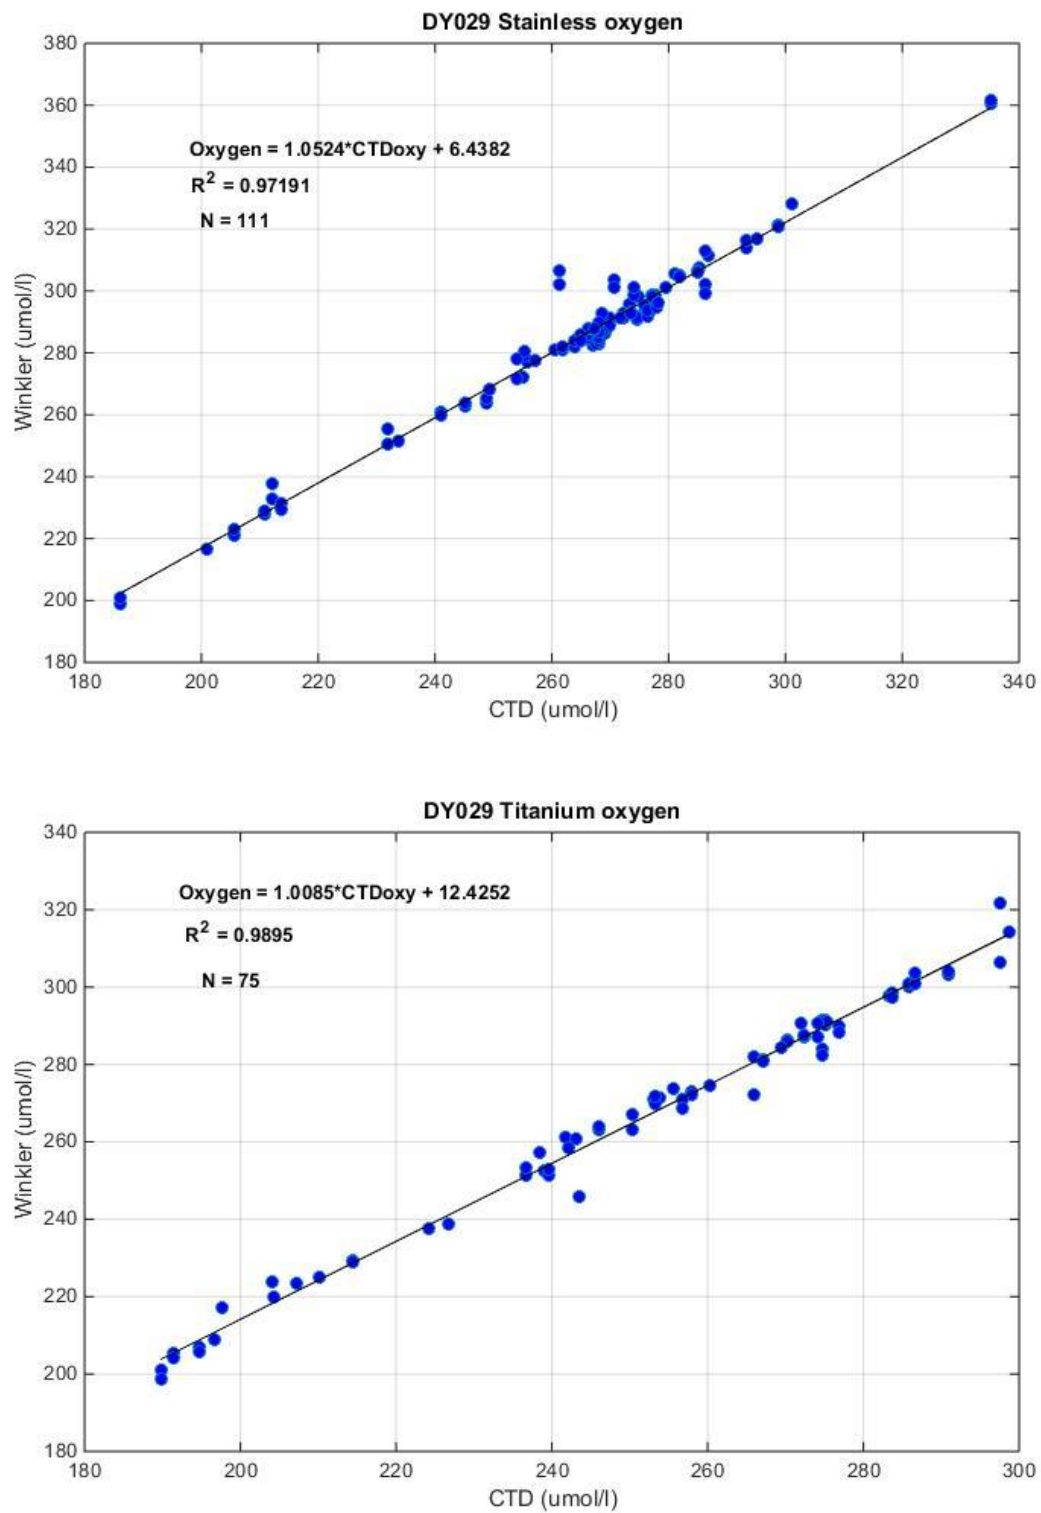 DY029 Stainless oxygen
380
360
340
320
300
280
260
240
220
200
180
Winkler (umol/l)
Oxygen = 1.0524*CTDoxy + 6.4382
R² = 0.97191
N = 111
180 200 220 240 260 280 300 320 340
CTD (umol/l)
DY029 Titanium oxygen
340
320
300
280
260
240
220
200
180
Winkler (umol/l)
Oxygen = 1.0085*CTDoxy + 12.4252
R² = 0.9895
N = 75
180 200 220 240 260 280 300
CTD (umol/l)